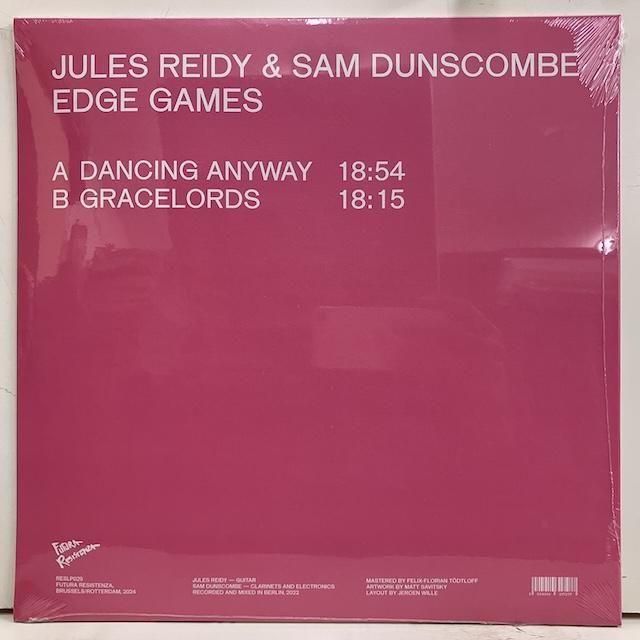 JULES REIDY & SAM DUNSCOMBE
EDGE GAMES
A DANCING ANYWAY 18:54
B GRACELORDS 18:15
FUTURA
RESISTENZA
RESLP029
FUTURA RESISTENZA,
BRUSSELS/ROTTERDAM, 2024
JULES REIDY — GUITAR
SAM DUNSCOMBE — CLARINETS AND ELECTRONICS
RECORDED AND MIXED IN BERLIN, 2022
MASTERED BY FELIX-FLORIAN TÖDTLOFF
ARTWORK BY MATT SAVITSKY
LAYOUT BY JEROEN WILLE